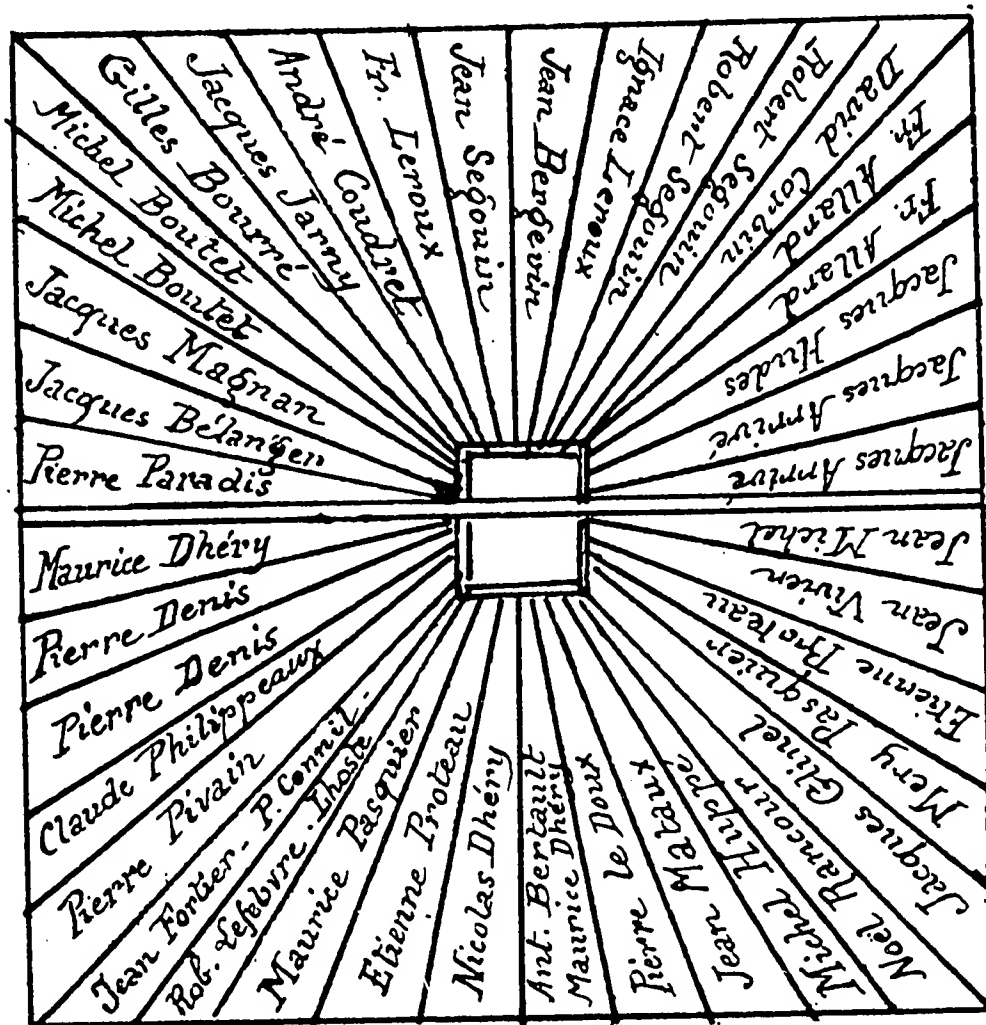 Pierre Paradis
Jacques Bélanger
Jacques Magnan
Michel Boutet
Michel Boutet
Gilles Bourré
Jacques Jarny
André Coudret
Fr. Leroux
Jean Segouin
Jean Bergevin
Ignace Leroux
Robert Segouin
Robert Segouin
David Corbin
Fr. Allard
Fr. Allard
Jacques Hudes
Jacques Arrivé
Jacques Arrivé
Jean Michel
Jean Vivien
Etienne Proteau
Mery Pasquier
Jacques Glinel
Noël Rancour
Michel Huppé
Jean Mataux
Pierre le Doux
Ant. Bertault
Maurice Dhéry
Nicolas Dhéry
Etienne Proteau
Maurice Pasquier
Rob. Lefebvre. Lhoste
Jean Fortier - P. Comil-
Pierre Pivain
Claude Philippeaux
Pierre Denis
Pierre Denis
Maurice Dhéry